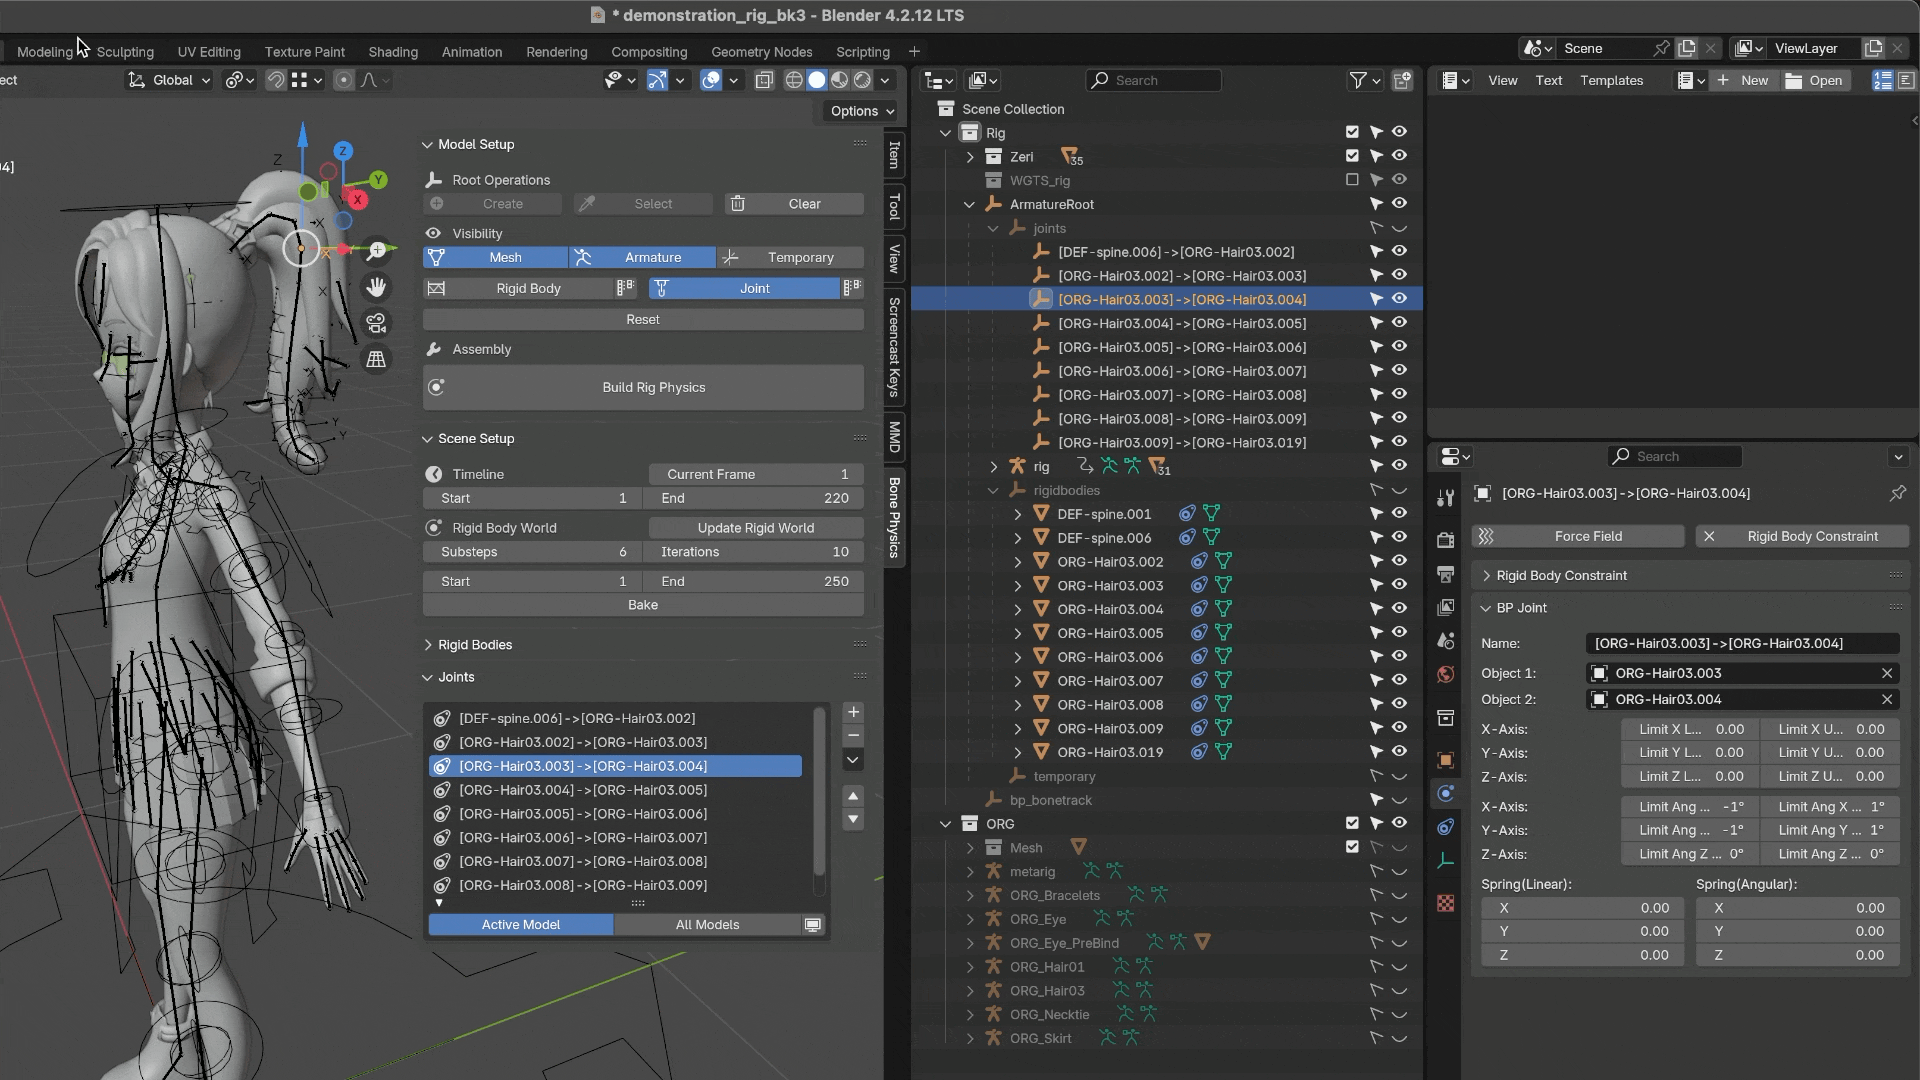 * demonstration_rig_bk3 - Blender 4.2.12 LTS
Modeling Sculpting UV Editing Texture Paint Shading Animation Rendering Compositing Geometry Nodes Scripting +
Scene
ViewLayer
ect
Global
Options
04]
Z
Z
Y
X
Model Setup
Root Operations
Create Select Clear
Visibility
Mesh Armature Temporary
Rigid Body Joint
Reset
Assembly
Build Rig Physics
Scene Setup
Timeline Current Frame 1
Start 1 End 220
Rigid Body World Update Rigid World
Substeps 6 Iterations 10
Start 1 End 250
Bake
Rigid Bodies
Joints
[DEF-spine.006]->[ORG-Hair03.002]
[ORG-Hair03.002]->[ORG-Hair03.003]
[ORG-Hair03.003]->[ORG-Hair03.004]
[ORG-Hair03.004]->[ORG-Hair03.005]
[ORG-Hair03.005]->[ORG-Hair03.006]
[ORG-Hair03.006]->[ORG-Hair03.007]
[ORG-Hair03.007]->[ORG-Hair03.008]
[ORG-Hair03.008]->[ORG-Hair03.009]
Active Model All Models
Item
Tool
View
Screencast Keys
MMD
Bone Physics
Search
Scene Collection
Rig
Zeri 35
WGTS_rig
ArmatureRoot
joints
[DEF-spine.006]->[ORG-Hair03.002]
[ORG-Hair03.002]->[ORG-Hair03.003]
[ORG-Hair03.003]->[ORG-Hair03.004]
[ORG-Hair03.004]->[ORG-Hair03.005]
[ORG-Hair03.005]->[ORG-Hair03.006]
[ORG-Hair03.006]->[ORG-Hair03.007]
[ORG-Hair03.007]->[ORG-Hair03.008]
[ORG-Hair03.008]->[ORG-Hair03.009]
[ORG-Hair03.009]->[ORG-Hair03.019]
rig 31
rigidbodies
DEF-spine.001
DEF-spine.006
ORG-Hair03.002
ORG-Hair03.003
ORG-Hair03.004
ORG-Hair03.005
ORG-Hair03.006
ORG-Hair03.007
ORG-Hair03.008
ORG-Hair03.009
ORG-Hair03.019
temporary
bp_bonetrack
ORG
Mesh
metarig
ORG_Bracelets
ORG_Eye
ORG_Eye_PreBind
ORG_Hair01
ORG_Hair03
ORG_Necktie
ORG_Skirt
View Text Templates + New Open
Search
[ORG-Hair03.003]->[ORG-Hair03.004]
Force Field Rigid Body Constraint
Rigid Body Constraint
BP Joint
Name: [ORG-Hair03.003]->[ORG-Hair03.004]
Object 1: ORG-Hair03.003
Object 2: ORG-Hair03.004
X-Axis: Limit X L... 0.00 Limit X U... 0.00
Y-Axis: Limit Y L... 0.00 Limit Y U... 0.00
Z-Axis: Limit Z L... 0.00 Limit Z U... 0.00
X-Axis: Limit Ang ... -1° Limit Ang X ... 1°
Y-Axis: Limit Ang ... -1° Limit Ang Y ... 1°
Z-Axis: Limit Ang Z ... 0° Limit Ang Z ... 0°
Spring(Linear): Spring(Angular):
X 0.00 X 0.00
Y 0.00 Y 0.00
Z 0.00 Z 0.00